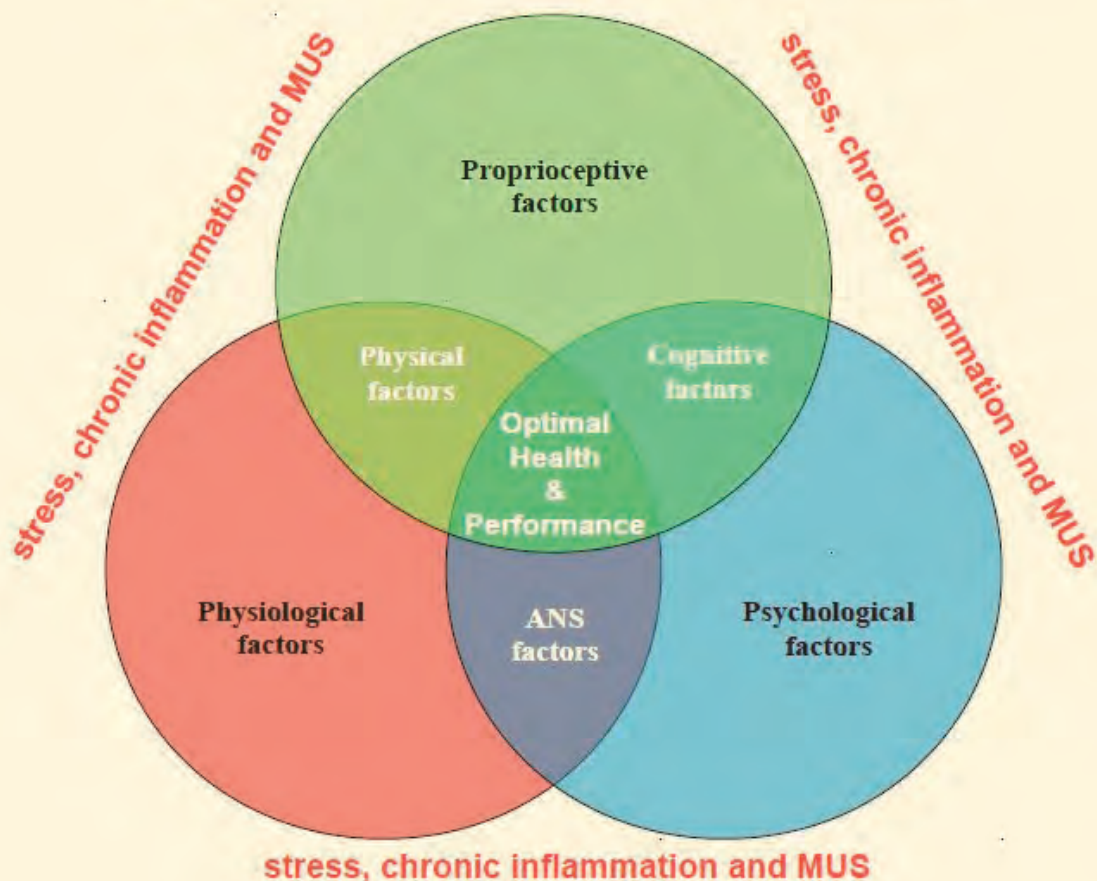 stress, chronic inflammation and MUS
stress, chronic inflammation and MUS
Proprioceptive
factors
Physical
factors
Cognitive
factors
Optimal
Health
&
Performance
Physiological
factors
ANS
factors
Psychological
factors
stress, chronic inflammation and MUS